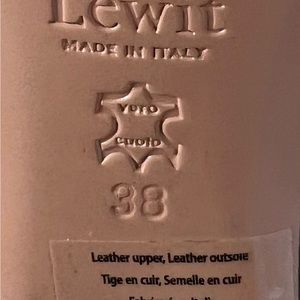 Lewit
MADE IN ITALY
vero
cuoio
38
Leather upper, Leather outsole
Tige en cuir, Semelle en cuir